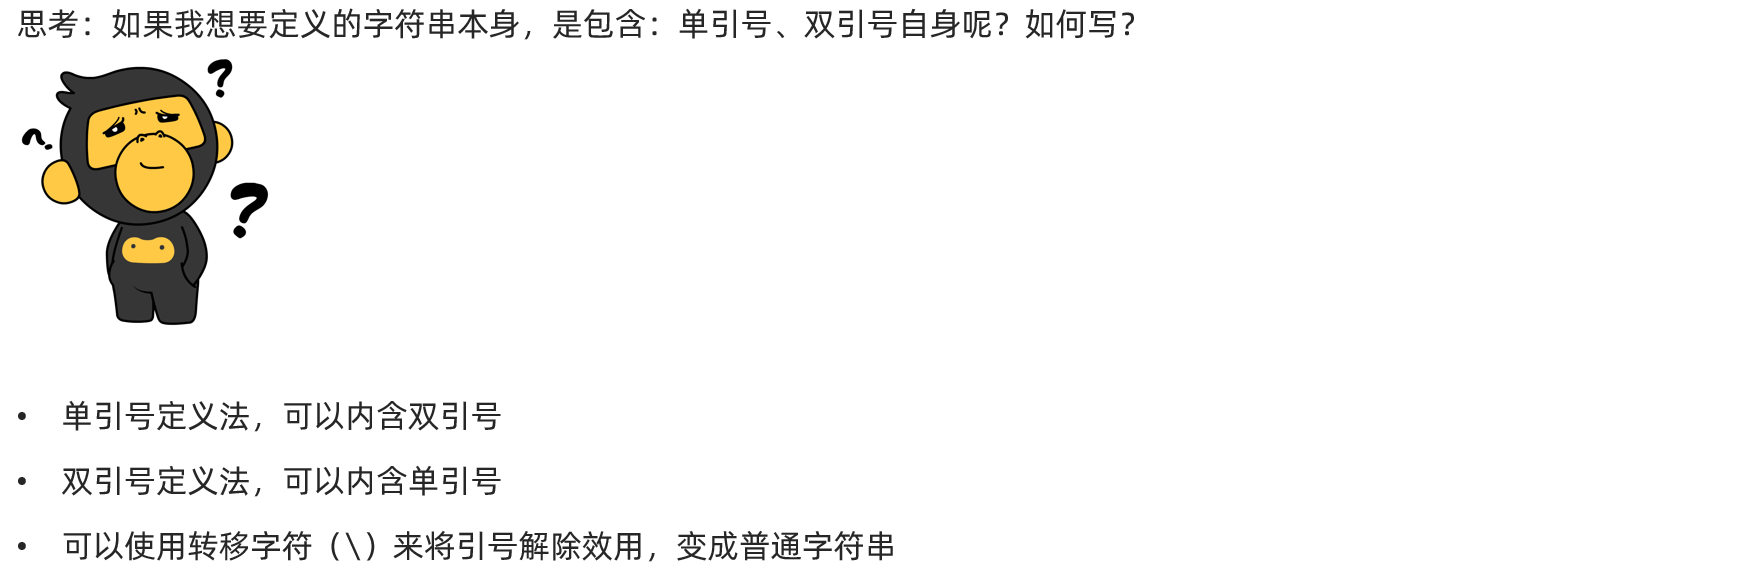 思考：如果我想要定义的字符串本身，是包含：单引号、双引号自身呢？如何写？
?
?
?
• 单引号定义法，可以内含双引号
• 双引号定义法，可以内含单引号
• 可以使用转移字符（\）来将引号解除效用，变成普通字符串